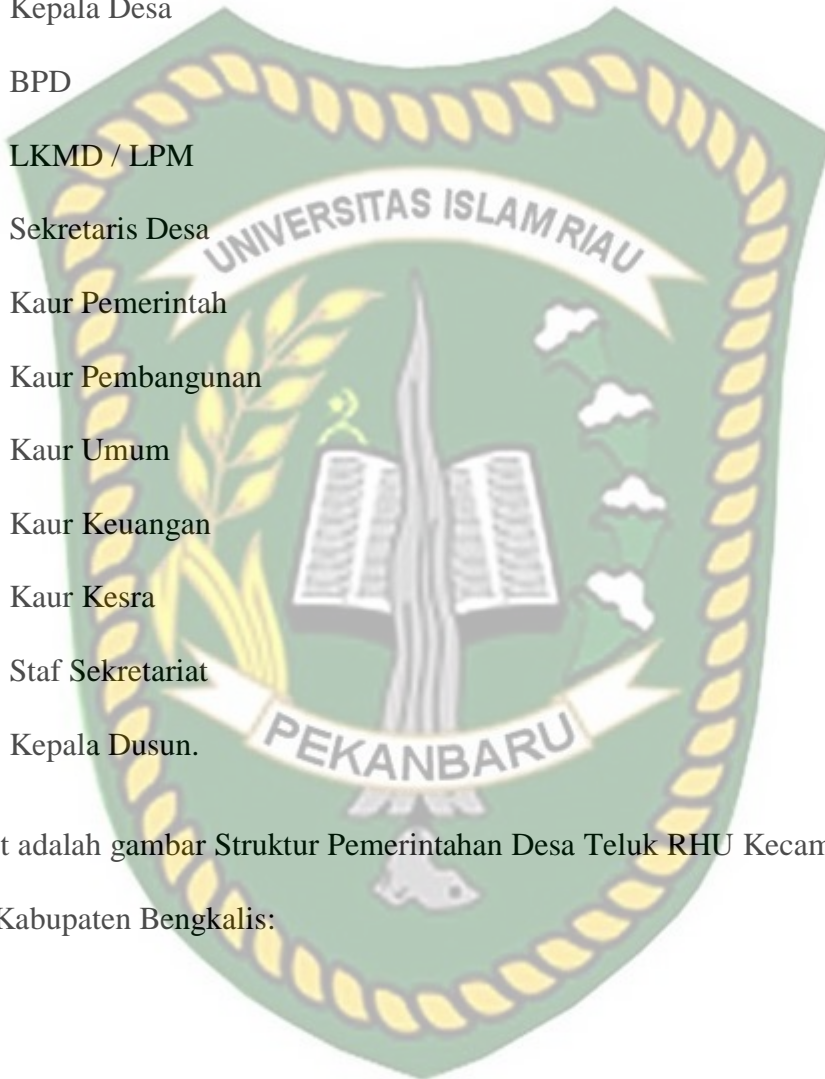 Kepala Desa
BPD
LKMD / LPM
Sekretaris Desa
UNIVERSITAS ISLAM RIAU
Kaur Pemerintah
Kaur Pembangunan
Kaur Umum
Kaur Keuangan
Kaur Kesra
Staf Sekretariat
Kepala Dusun.
PEKANBARU
t adalah gambar Struktur Pemerintahan Desa Teluk RHU Kecam
Kabupaten Bengkalis: